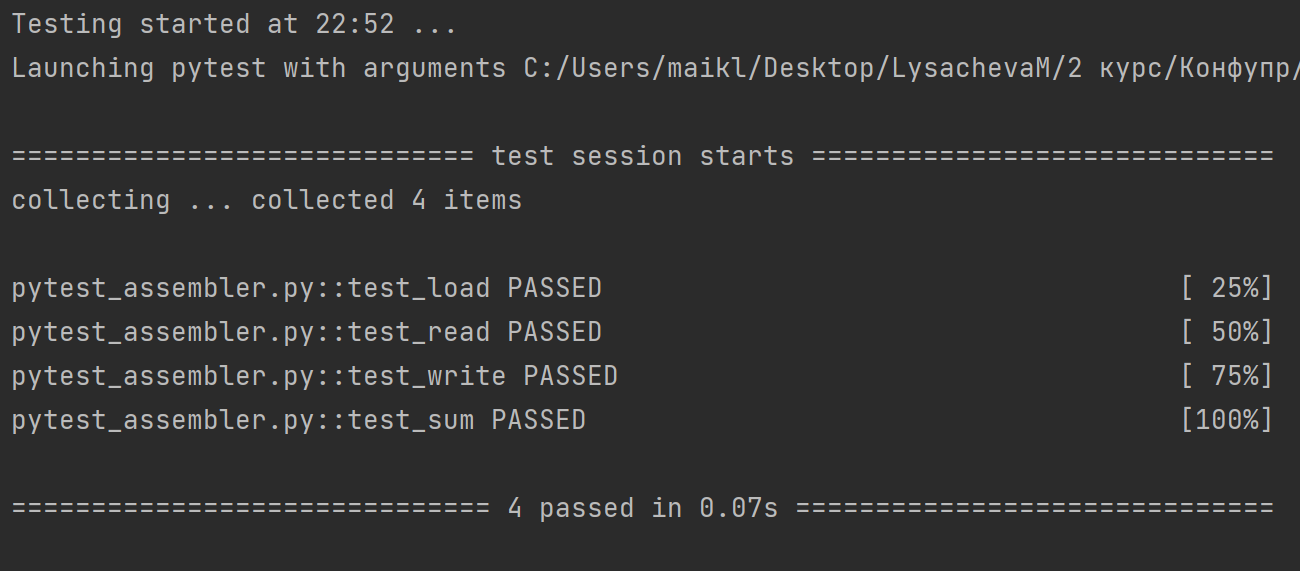 Testing started at 22:52 ...
Launching pytest with arguments C:/Users/maikl/Desktop/LysachevaM/2 курс/Конфупр/
============================= test session starts =============================
collecting ... collected 4 items
pytest_assembler.py::test_load PASSED [ 25%]
pytest_assembler.py::test_read PASSED [ 50%]
pytest_assembler.py::test_write PASSED [ 75%]
pytest_assembler.py::test_sum PASSED [100%]
============================== 4 passed in 0.07s ==============================